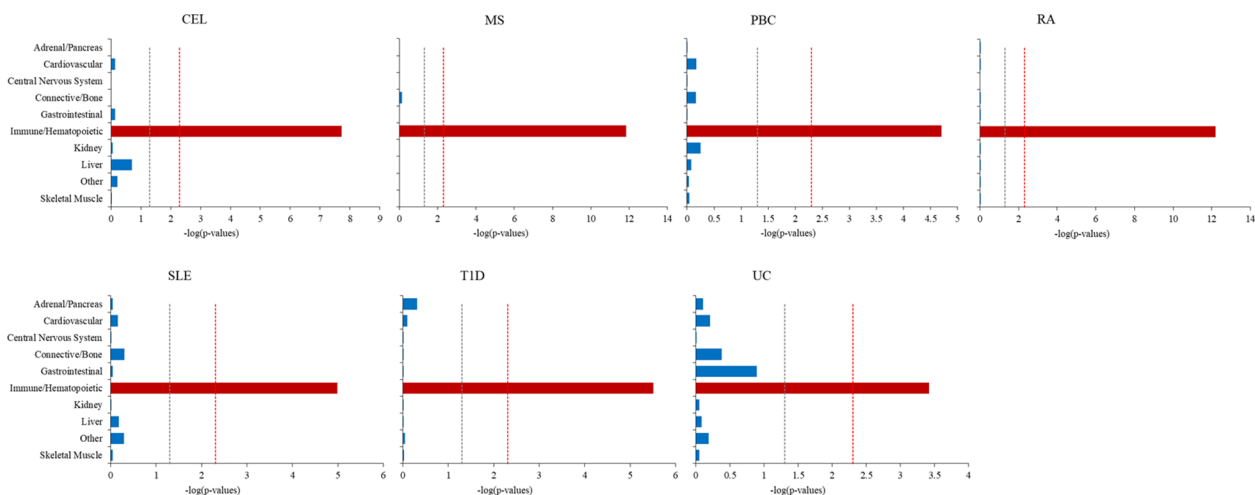 CEL
MS
PBC
RA
Adrenal/Pancreas
Cardiovascular
Central Nervous System
Connective/Bone
Gastrointestinal
Immune/Hematopoietic
Kidney
Liver
Other
Skeletal Muscle
0 1 2 3 4 5 6 7 8 9
0 2 4 6 8 10 12 14
0 0.5 1 1.5 2 2.5 3 3.5 4 4.5 5
0 2 4 6 8 10 12 14
-log(p-values)
-log(p-values)
-log(p-values)
-log(p-values)
SLE
T1D
UC
Adrenal/Pancreas
Cardiovascular
Central Nervous System
Connective/Bone
Gastrointestinal
Immune/Hematopoietic
Kidney
Liver
Other
Skeletal Muscle
0 1 2 3 4 5 6
0 1 2 3 4 5 6
0 0.5 1 1.5 2 2.5 3 3.5 4
-log(p-values)
-log(p-values)
-log(p-values)